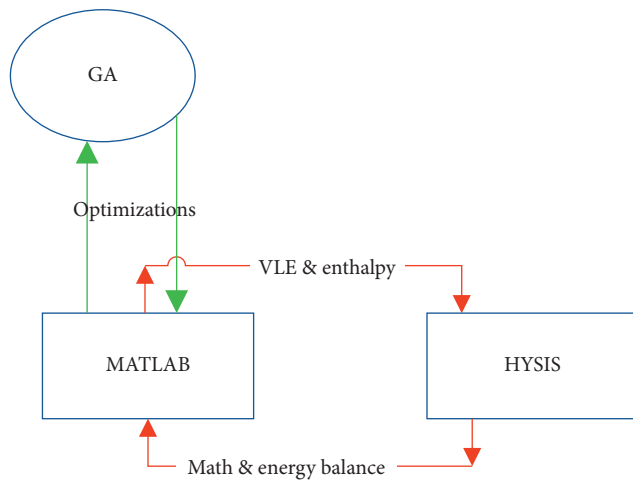 GA
Optimizations
VLE & enthalpy
MATLAB
HYSIS
Math & energy balance